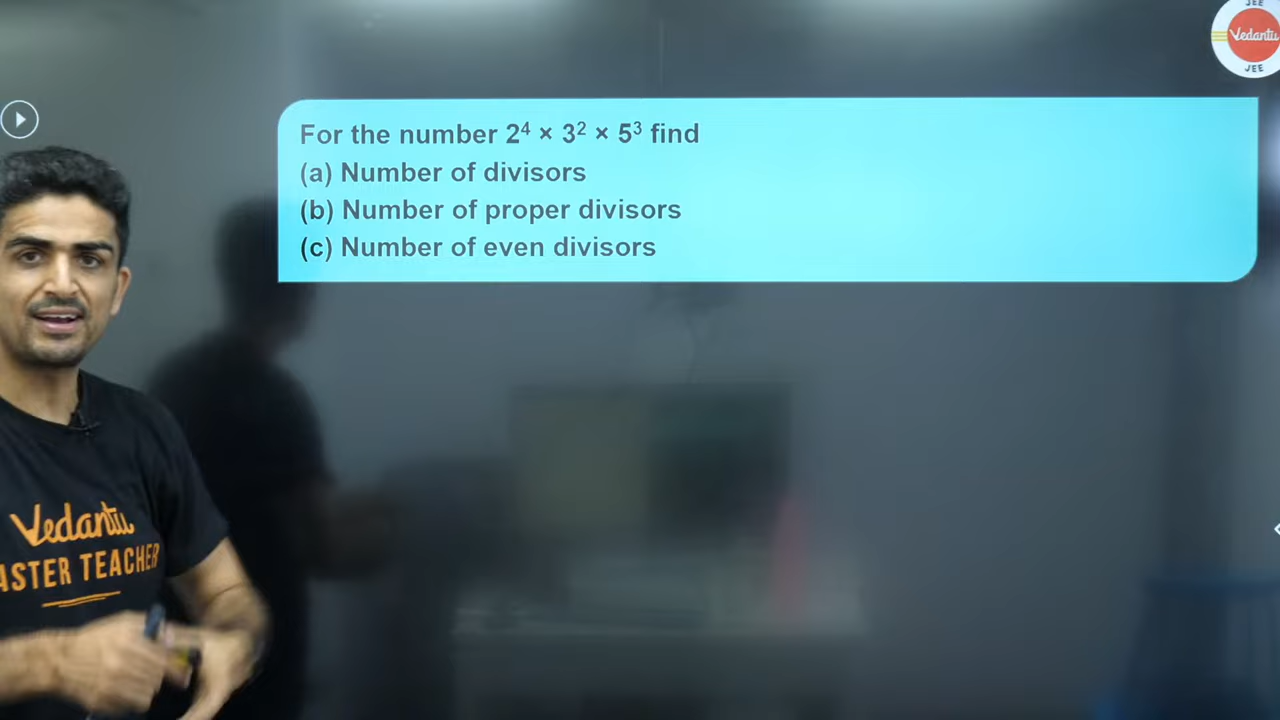 JEE
Vedantu
JEE
For the number 2⁴ × 3² × 5³ find
(a) Number of divisors
(b) Number of proper divisors
(c) Number of even divisors
Vedantu
ASTER TEACHER